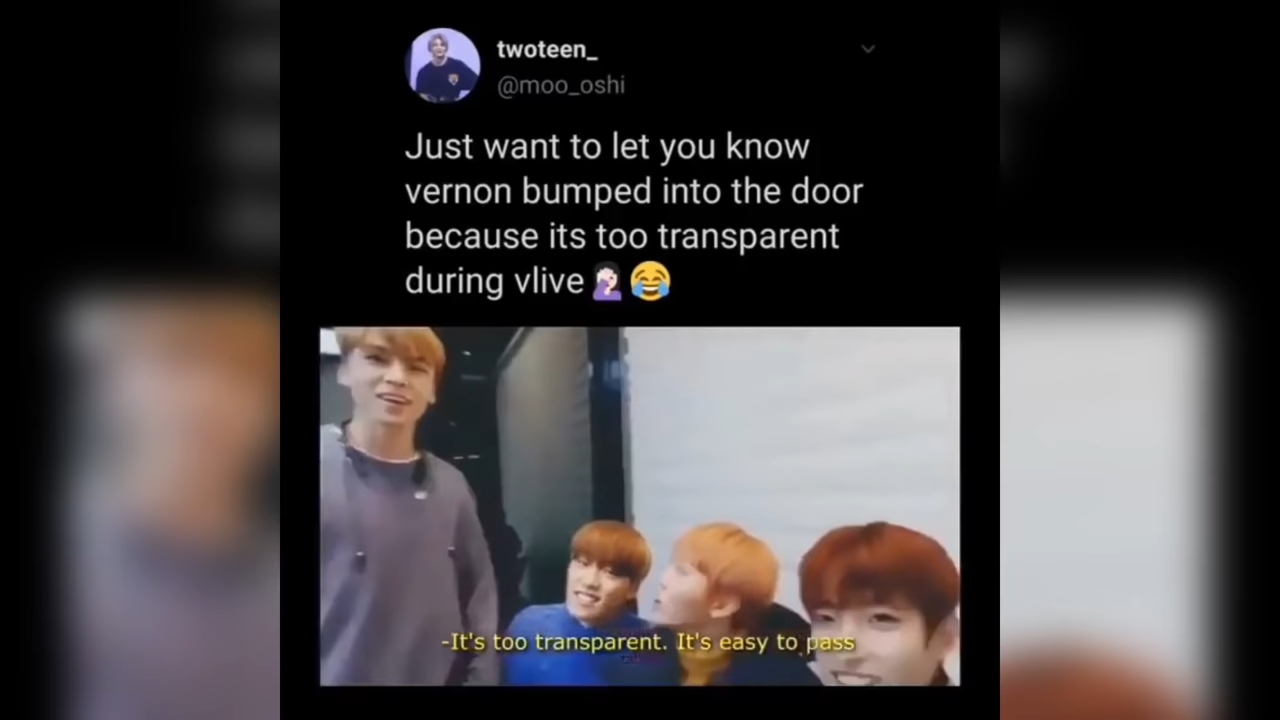 twoteen_
@moo_oshi
Just want to let you know
vernon bumped into the door
because its too transparent
during vlive🤦🏻‍♀️😂
-It's too transparent. It's easy to pass